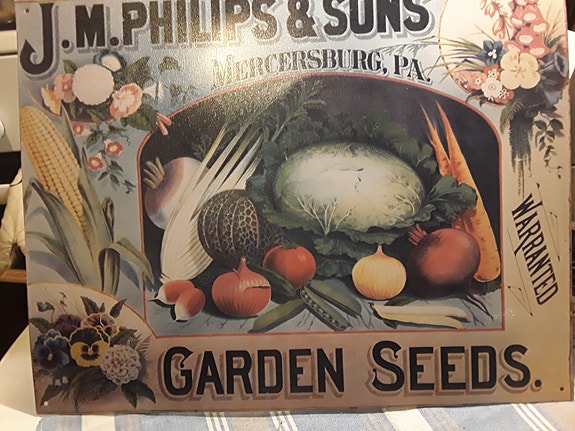 J.M. PHILIPS & SONS
MERCERSBURG, PA.
WARRANTED
GARDEN SEEDS.